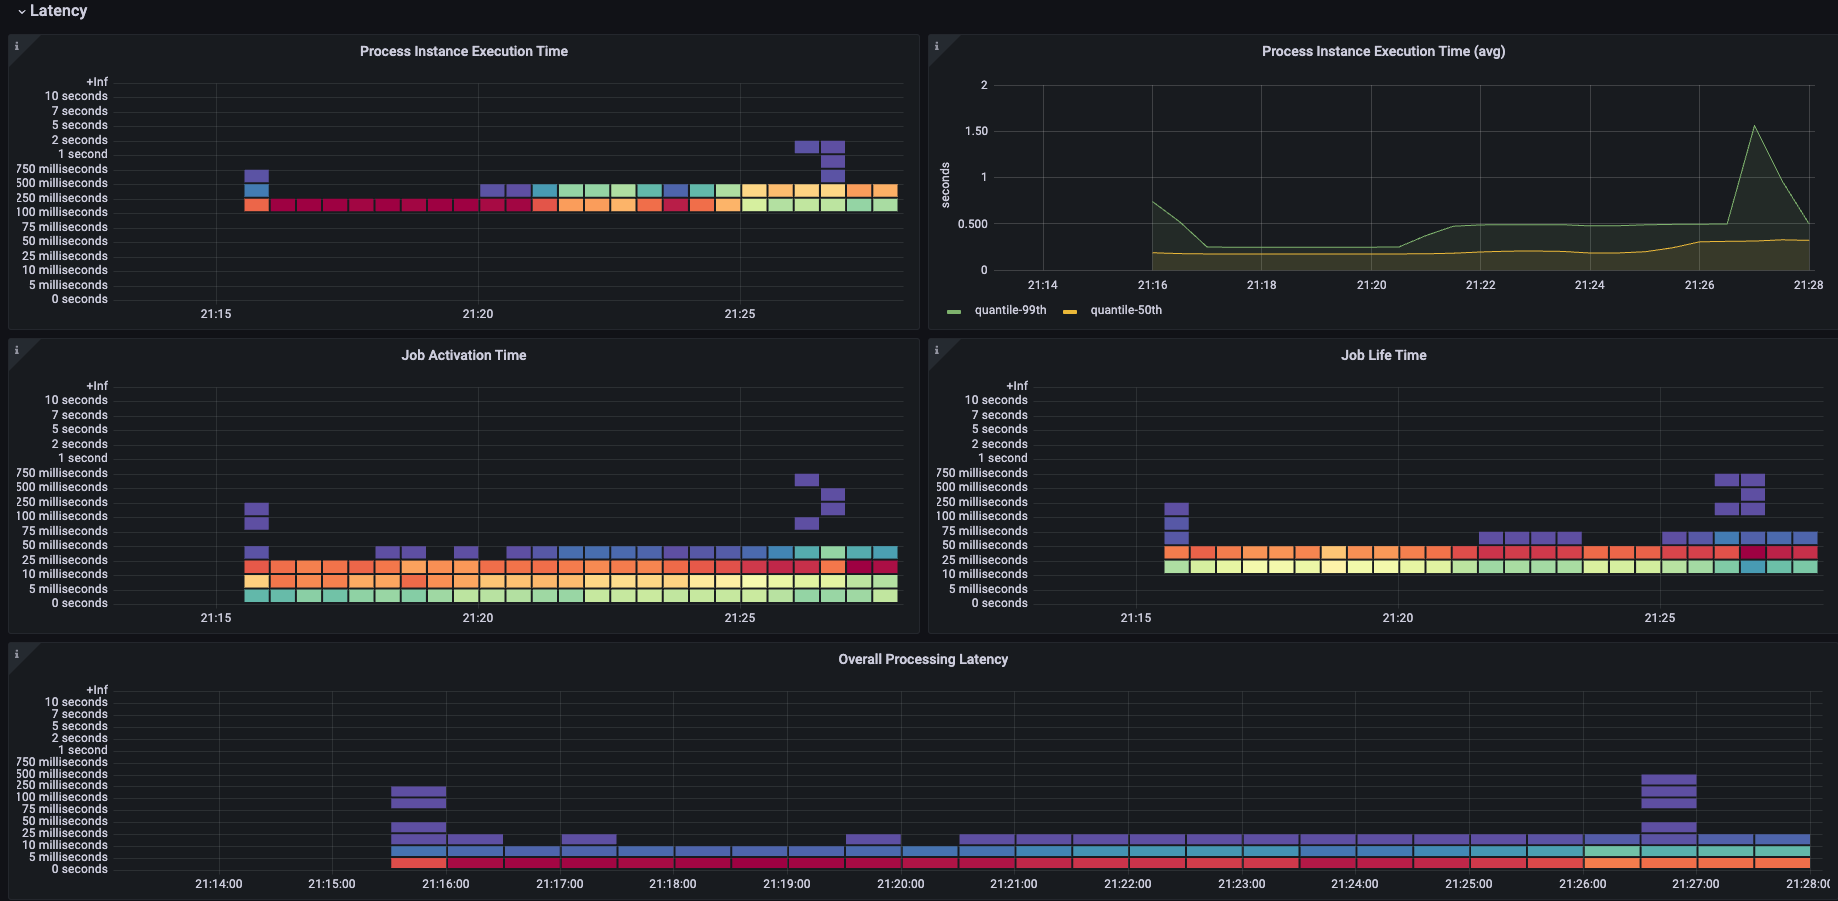 Latency
Process Instance Execution Time
+Inf
10 seconds
7 seconds
5 seconds
2 seconds
1 second
750 milliseconds
500 milliseconds
250 milliseconds
100 milliseconds
75 milliseconds
50 milliseconds
25 milliseconds
10 milliseconds
5 milliseconds
0 seconds
21:15 21:20 21:25
Process Instance Execution Time (avg)
seconds
2
1.50
1
0.500
0
21:14 21:16 21:18 21:20 21:22 21:24 21:26 21:28
quantile-99th quantile-50th
Job Activation Time
+Inf
10 seconds
7 seconds
5 seconds
2 seconds
1 second
750 milliseconds
500 milliseconds
250 milliseconds
100 milliseconds
75 milliseconds
50 milliseconds
25 milliseconds
10 milliseconds
5 milliseconds
0 seconds
21:15 21:20 21:25
Job Life Time
+Inf
10 seconds
7 seconds
5 seconds
2 seconds
1 second
750 milliseconds
500 milliseconds
250 milliseconds
100 milliseconds
75 milliseconds
50 milliseconds
25 milliseconds
10 milliseconds
5 milliseconds
0 seconds
21:15 21:20 21:25
Overall Processing Latency
+Inf
10 seconds
7 seconds
5 seconds
2 seconds
1 second
750 milliseconds
500 milliseconds
250 milliseconds
100 milliseconds
75 milliseconds
50 milliseconds
25 milliseconds
10 milliseconds
5 milliseconds
0 seconds
21:14:00 21:15:00 21:16:00 21:17:00 21:18:00 21:19:00 21:20:00 21:21:00 21:22:00 21:23:00 21:24:00 21:25:00 21:26:00 21:27:00 21:28:00